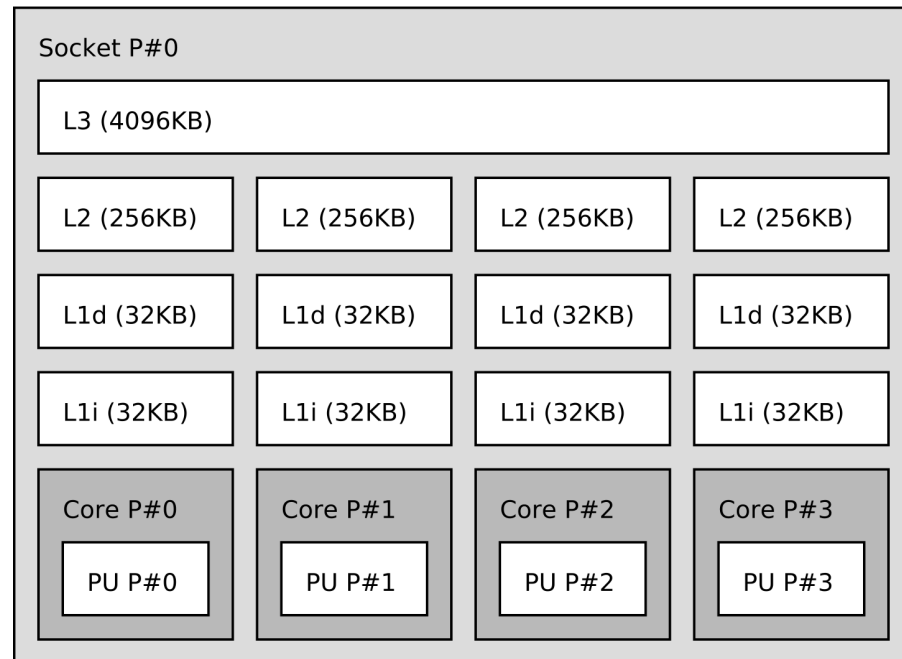 Socket P#0
L3 (4096KB)
L2 (256KB) L2 (256KB) L2 (256KB) L2 (256KB)
L1d (32KB) L1d (32KB) L1d (32KB) L1d (32KB)
L1i (32KB) L1i (32KB) L1i (32KB) L1i (32KB)
Core P#0 Core P#1 Core P#2 Core P#3
PU P#0 PU P#1 PU P#2 PU P#3